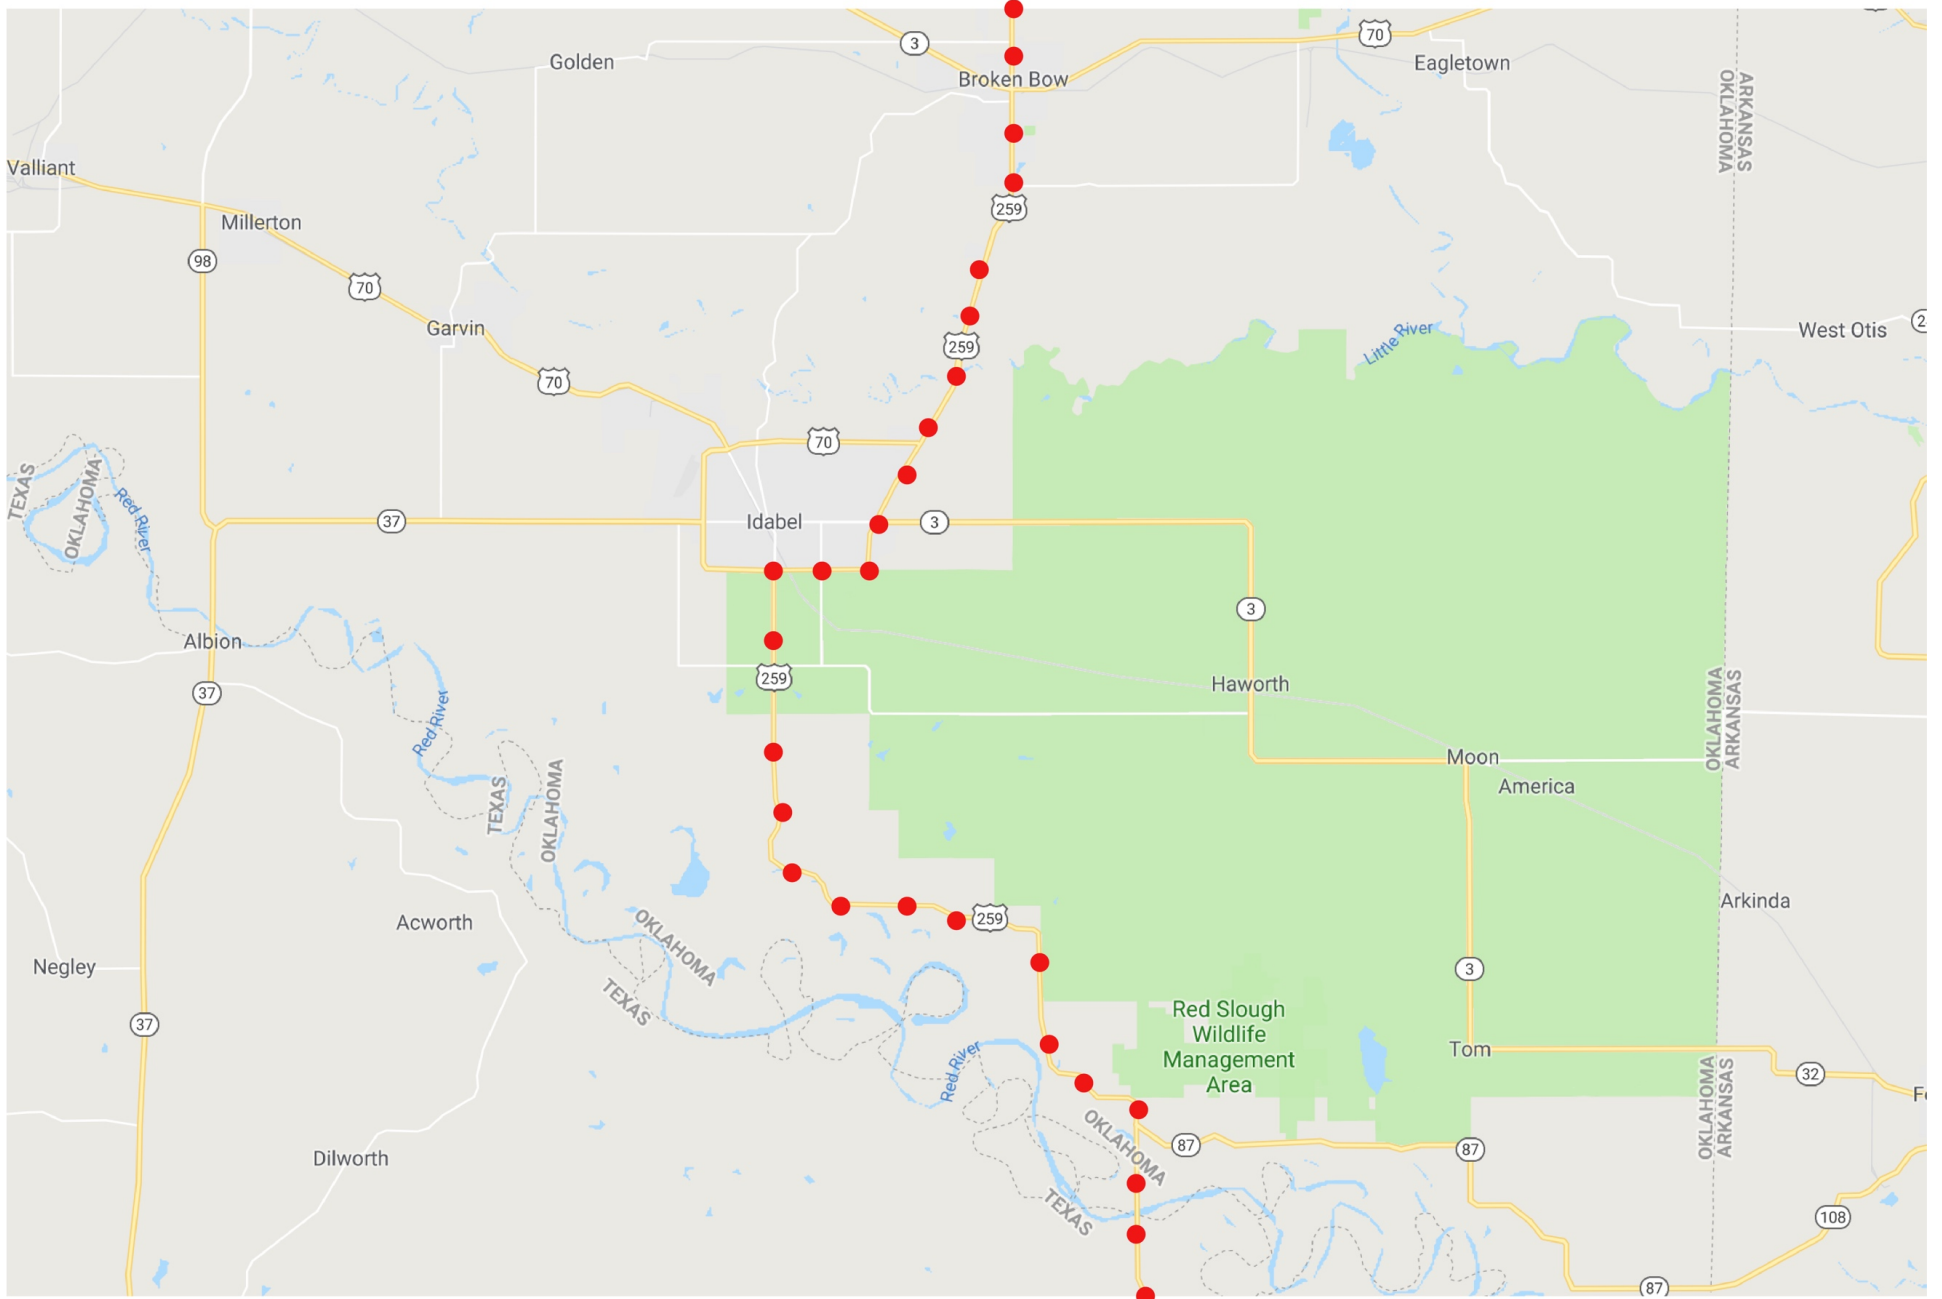 3
70
Golden
Eagletown
Broken Bow
ARKANSAS
OKLAHOMA
Valliant
259
Millerton
98
70
Garvin
259
Little River
West Otis
2
70
70
TEXAS
OKLAHOMA
Red River
37
Idabel
3
3
Albion
259
Haworth
37
Red River
OKLAHOMA
ARKANSAS
Moon
America
TEXAS
OKLAHOMA
Arkinda
Acworth
259
OKLAHOMA
TEXAS
Negley
3
37
Red Slough
Wildlife
Management
Area
Tom
Red River
32
OKLAHOMA
ARKANSAS
Fo
OKLAHOMA
87
87
Dilworth
TEXAS
108
87